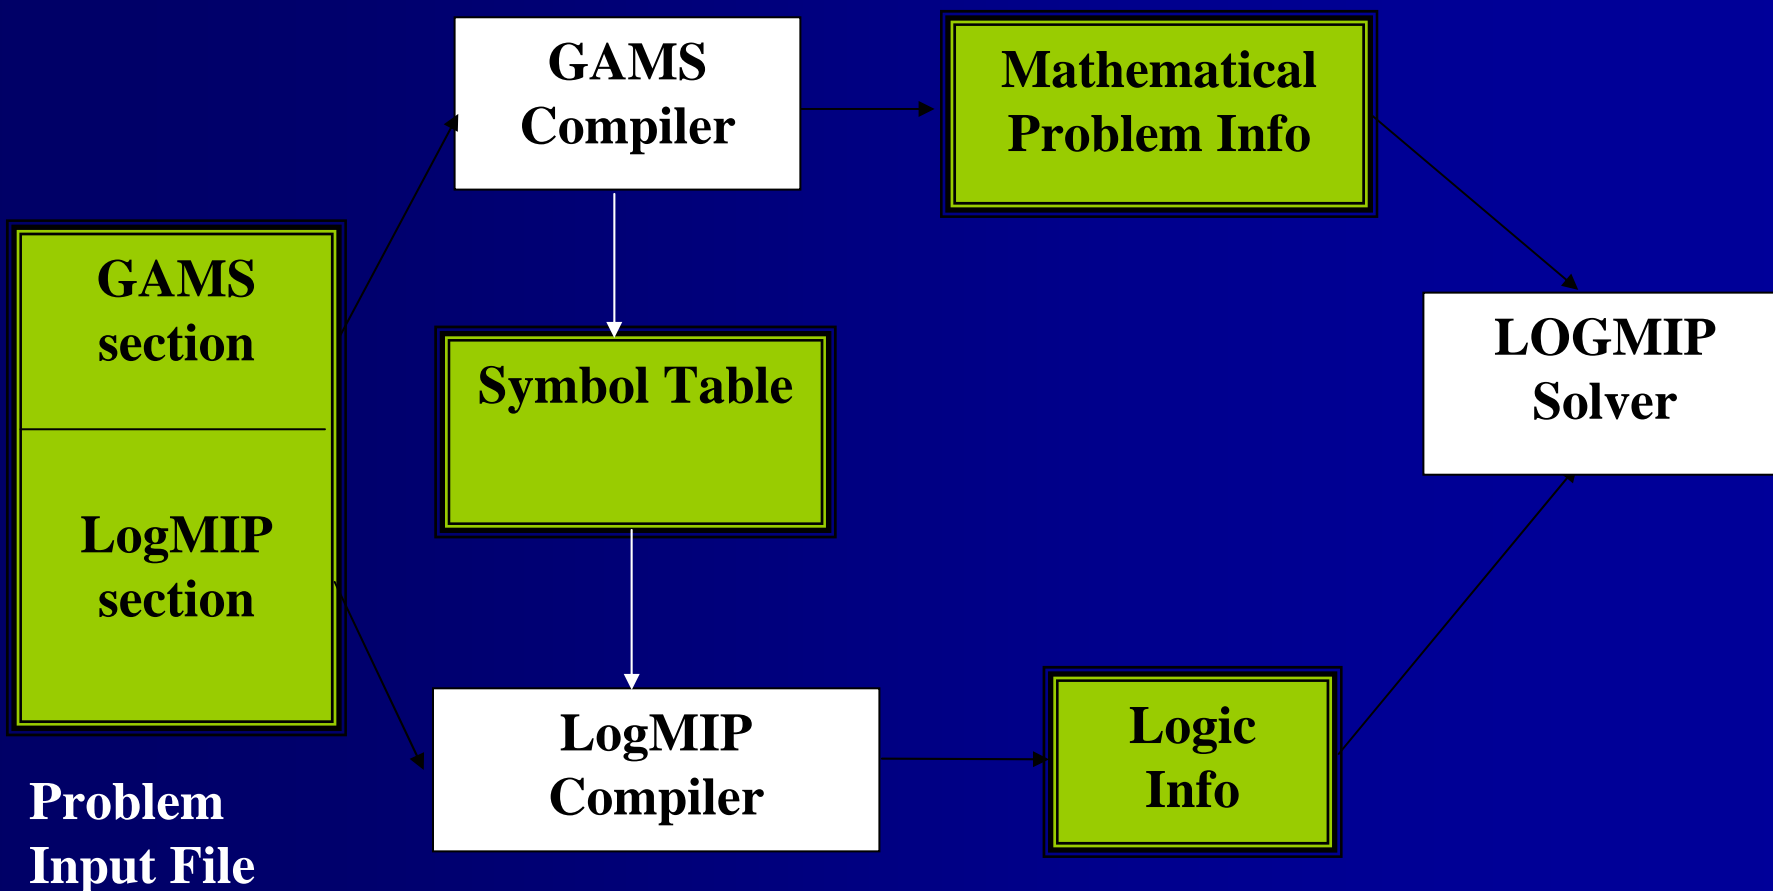 GAMS
Compiler
Mathematical
Problem Info
GAMS
section
Symbol Table
LOGMIP
Solver
LogMIP
section
LogMIP
Compiler
Logic
Info
Problem
Input File